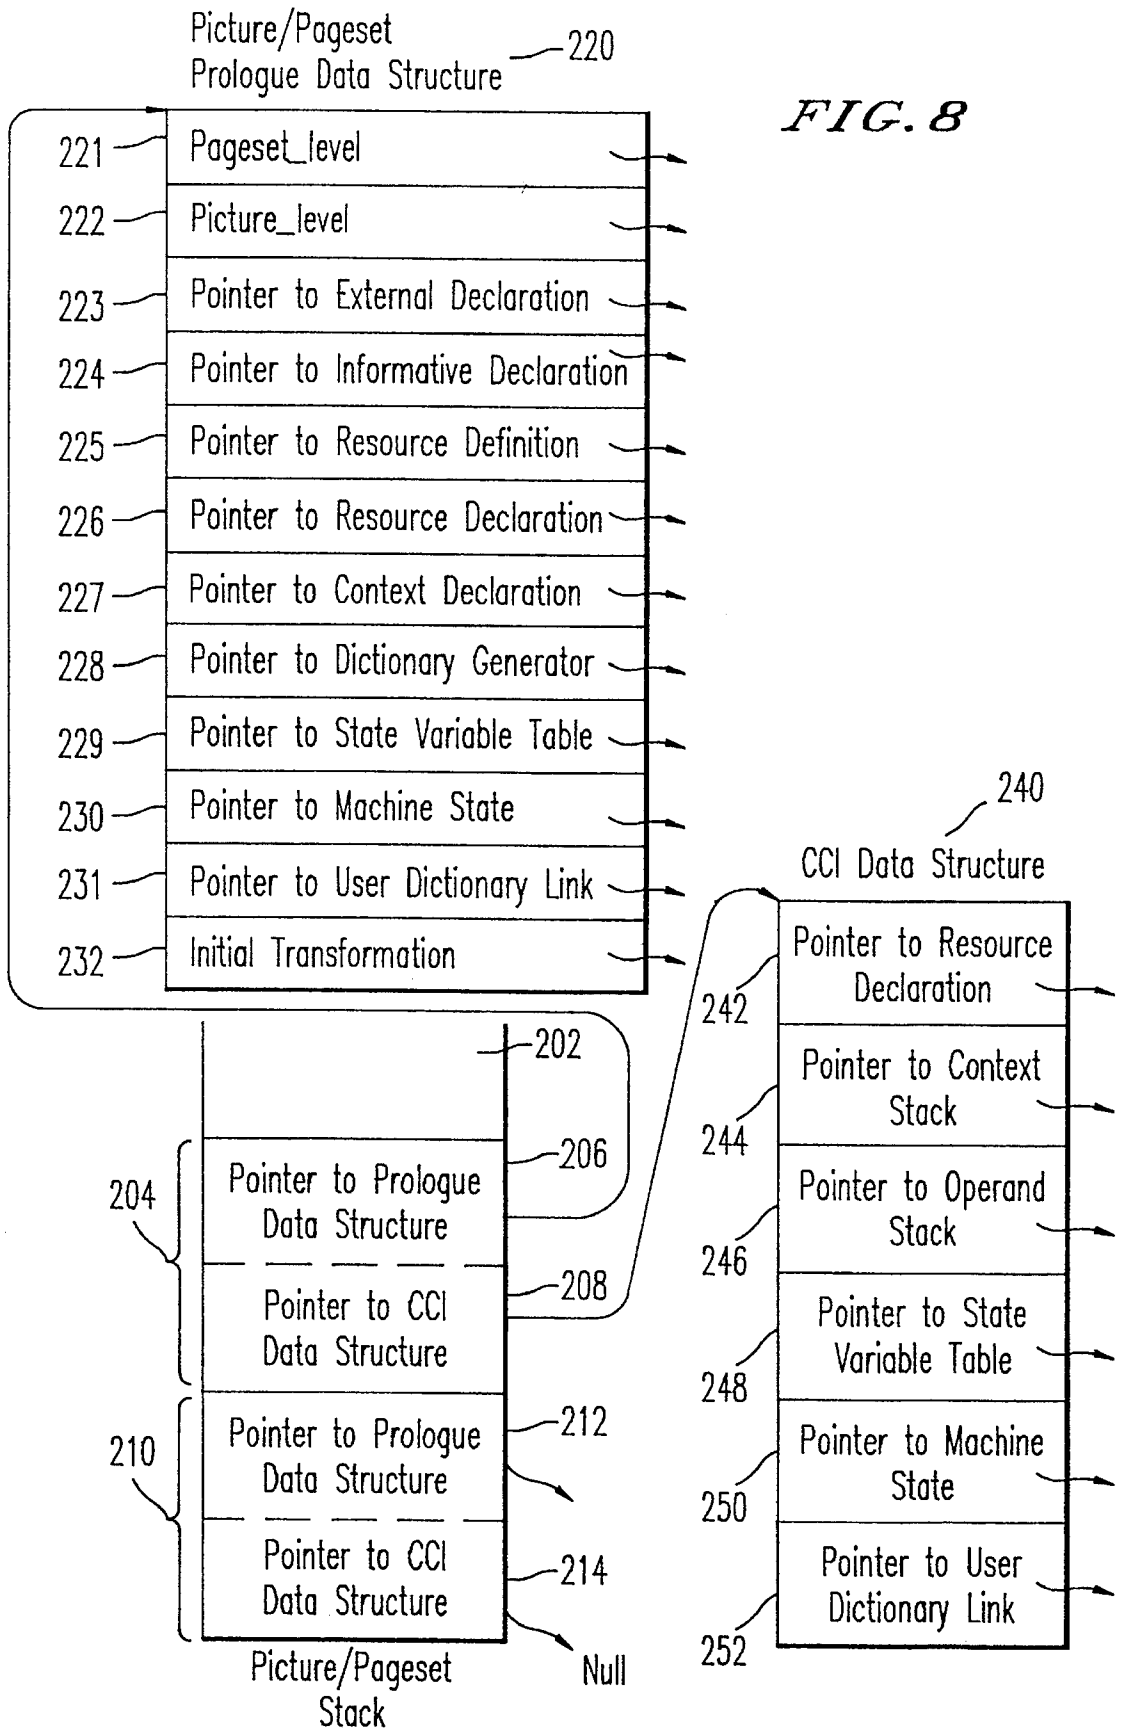 Picture/Pageset
Prologue Data Structure
220
FIG. 8
221
Pageset_level
222
Picture_level
223
Pointer to External Declaration
224
Pointer to Informative Declaration
225
Pointer to Resource Definition
226
Pointer to Resource Declaration
227
Pointer to Context Declaration
228
Pointer to Dictionary Generator
229
Pointer to State Variable Table
230
Pointer to Machine State
231
Pointer to User Dictionary Link
232
Initial Transformation
202
204
206
Pointer to Prologue
Data Structure
208
Pointer to CCI
Data Structure
210
212
Pointer to Prologue
Data Structure
214
Pointer to CCI
Data Structure
Null
Picture/Pageset
Stack
240
CCI Data Structure
Pointer to Resource
Declaration
242
Pointer to Context
Stack
244
Pointer to Operand
Stack
246
Pointer to State
Variable Table
248
Pointer to Machine
State
250
Pointer to User
Dictionary Link
252